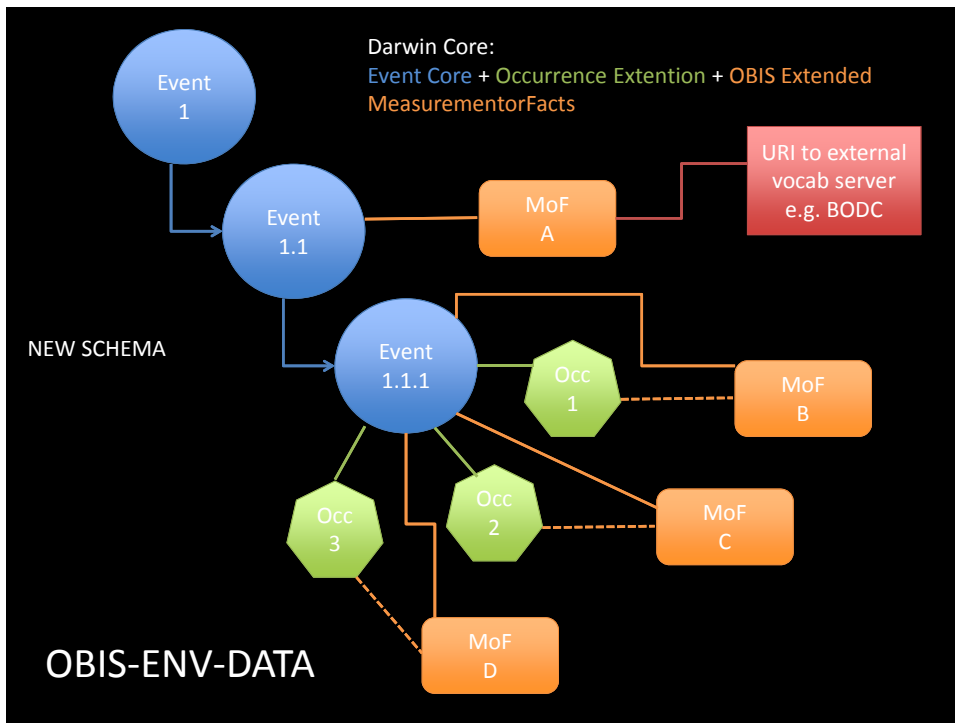 Darwin Core:
Event Core + Occurrence Extention + OBIS Extended
MeasurementorFacts
Event
1
URI to external
vocab server
e.g. BODC
Event
1.1
MoF
A
NEW SCHEMA
Event
1.1.1
Occ
1
MoF
B
Occ
2
MoF
C
Occ
3
MoF
D
OBIS-ENV-DATA